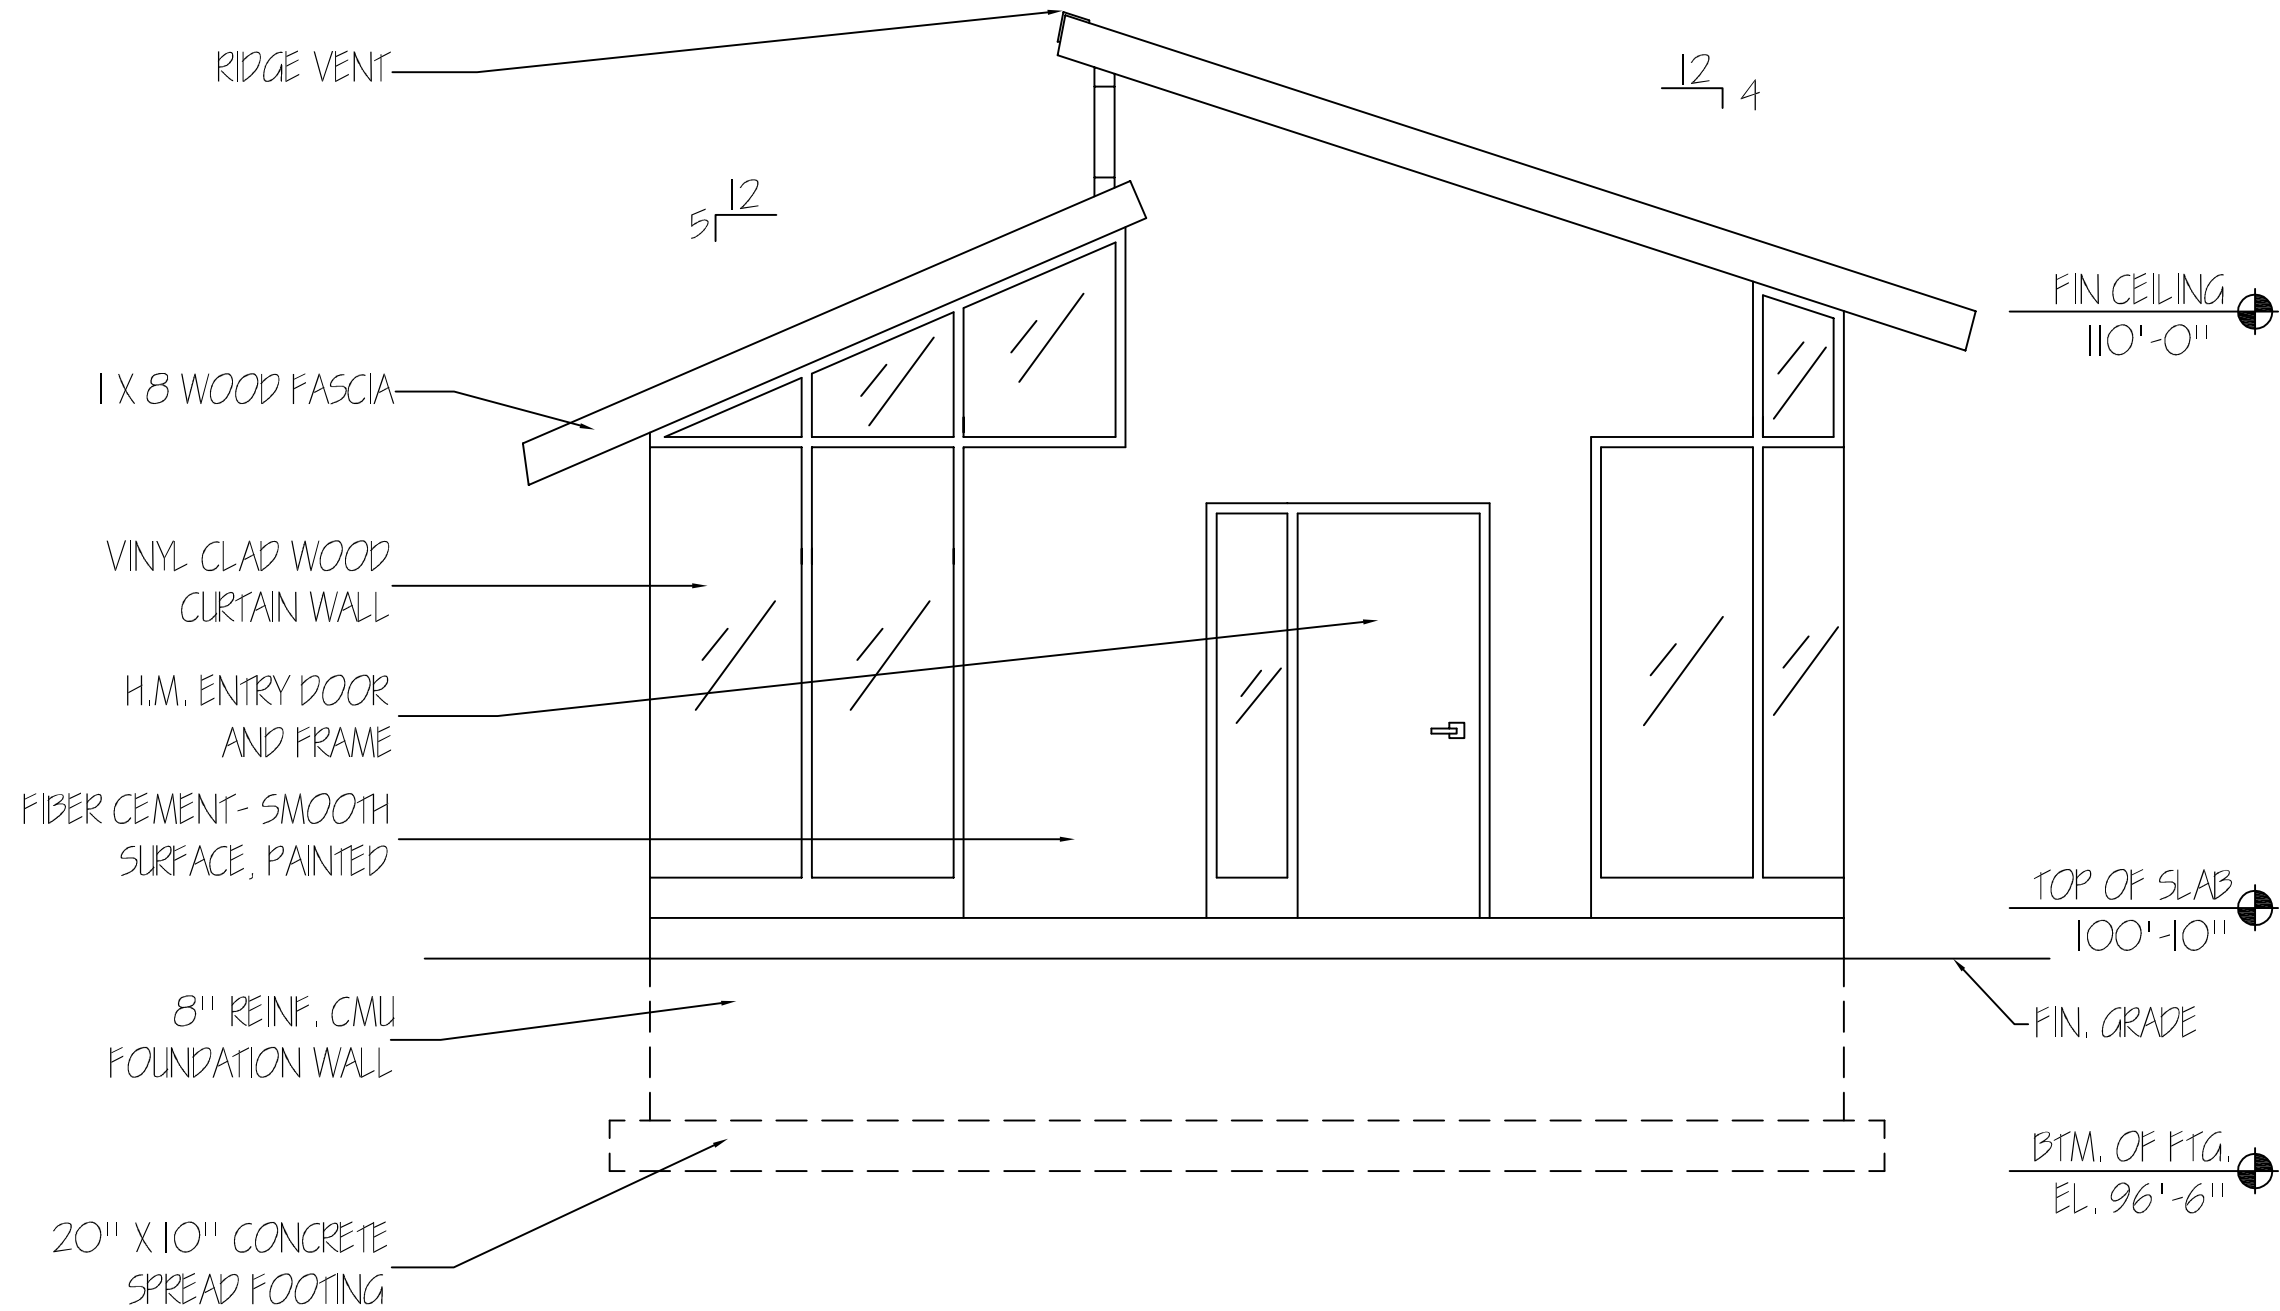 RIDGE VENT
12
4
5
12
FIN CEILING
110'-0"
1 X 8 WOOD FASCIA
VINYL CLAD WOOD
CURTAIN WALL
H.M. ENTRY DOOR
AND FRAME
FIBER CEMENT- SMOOTH
SURFACE, PAINTED
TOP OF SLAB
100'-10"
8" REINF. CMU
FOUNDATION WALL
FIN. GRADE
BTM. OF FTG.
EL. 96'-6"
20" X 10" CONCRETE
SPREAD FOOTING